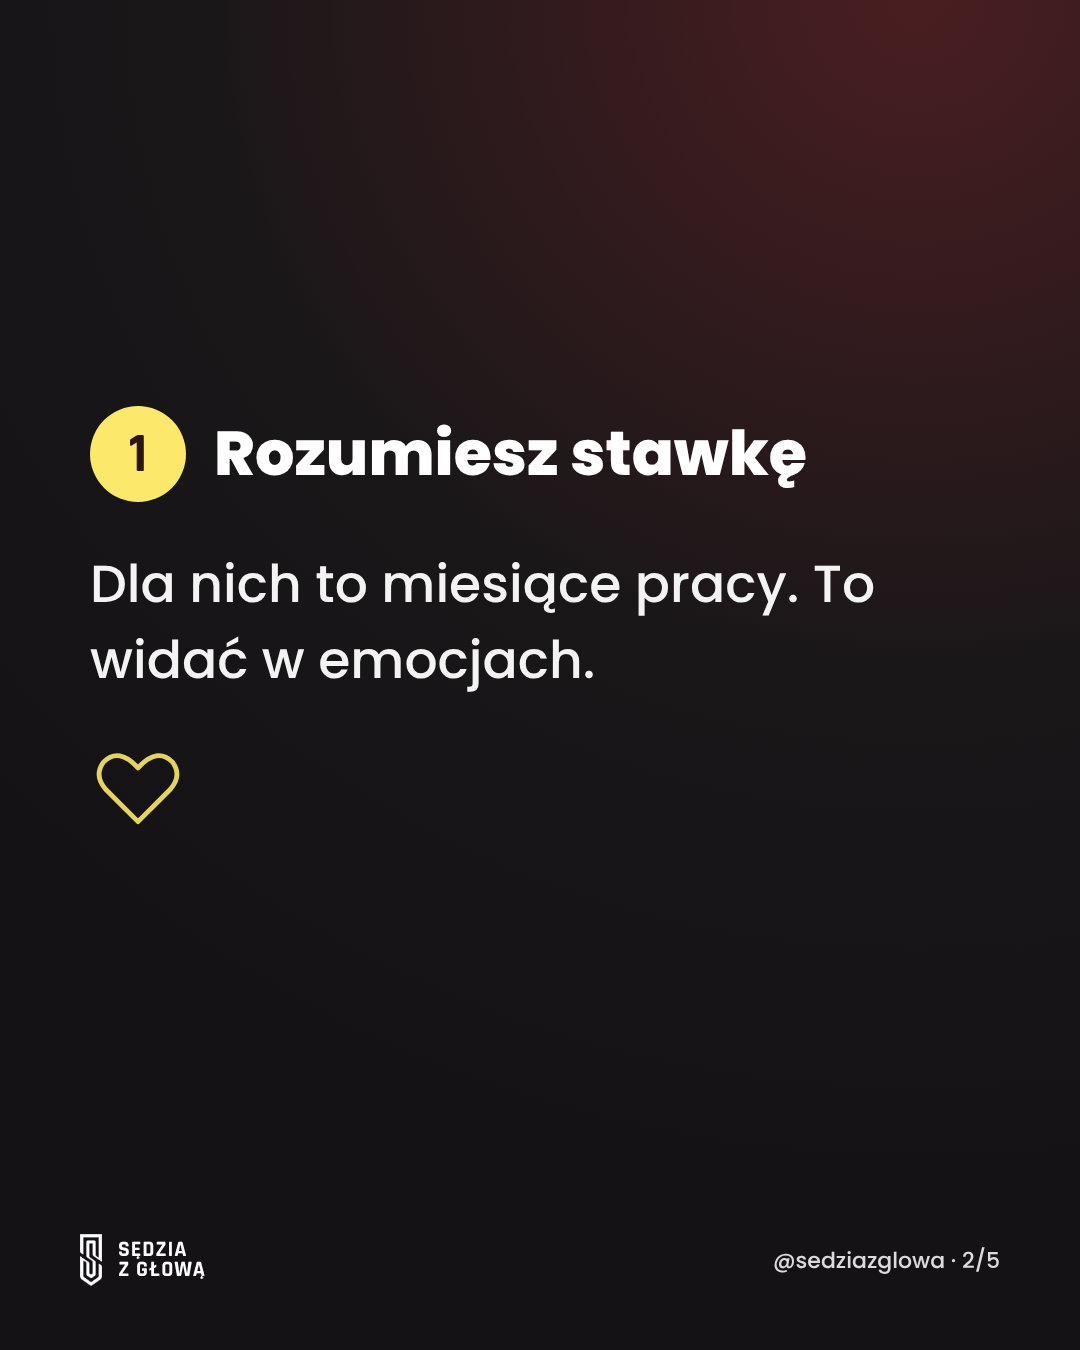 1 Rozumiesz stawkę
Dla nich to miesiące pracy. To
widać w emocjach.
SĘDZIA
Z GŁOWĄ
@sedziazglowa · 2/5